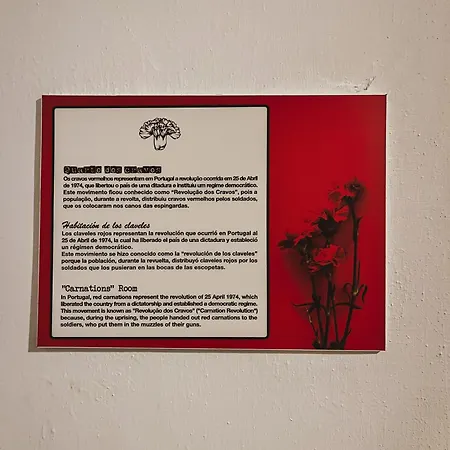 Quarto dos cravos
Os cravos vermelhos representam em Portugal a revolução ocorrida em 25 de Abril
de 1974, que libertou o país de uma ditadura e instituiu um regime democrático.
Este movimento ficou conhecido como "Revolução dos Cravos", pois a
população, durante a revolta, distribuiu cravos vermelhos pelos soldados,
que os colocaram nos canos das espingardas.
Habitación de los claveles
Los claveles rojos representan la revolución que ocurrió en Portugal al
25 de Abril de 1974, la cual ha liberado el país de una dictadura y estableció
un régimen democrático.
Este movimiento se hizo conocido como la "revolución de los claveles"
porque la población, durante la revuelta, distribuyó claveles rojos por los
soldados que los pusieran en las bocas de las escopetas.
"Carnations" Room
In Portugal, red carnations represent the revolution of 25 April 1974, which
liberated the country from a dictatorship and established a democratic regime.
This movement is known as "Revolução dos Cravos" ("Carnation Revolution")
because, during the uprising, the people handed out red carnations to the
soldiers, who put them in the muzzles of their guns.